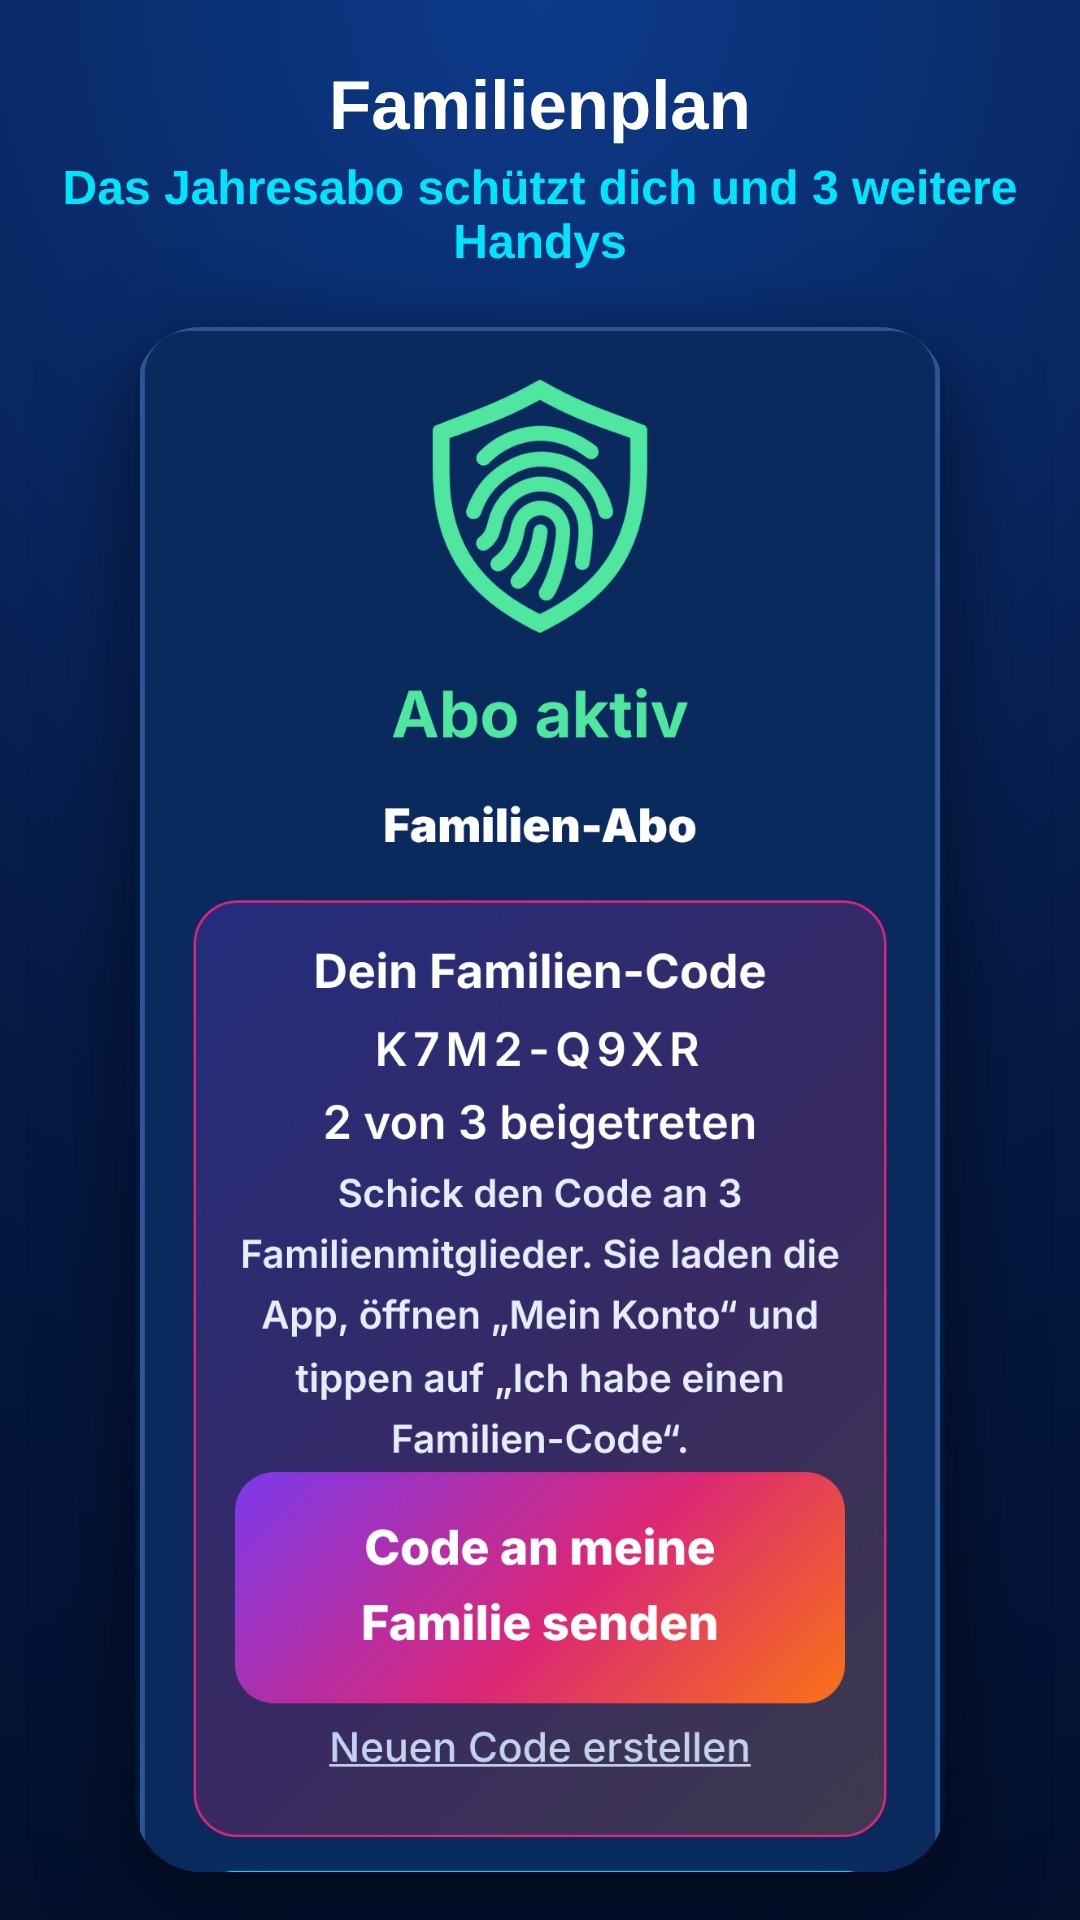 Familienplan
Das Jahresabo schützt dich und 3 weitere
Handys
Abo aktiv
Familien-Abo
Dein Familien-Code
K7M2-Q9XR
2 von 3 beigetreten
Schick den Code an 3
Familienmitglieder. Sie laden die
App, öffnen „Mein Konto“ und
tippen auf „Ich habe einen
Familien-Code“.
Code an meine
Familie senden
Neuen Code erstellen